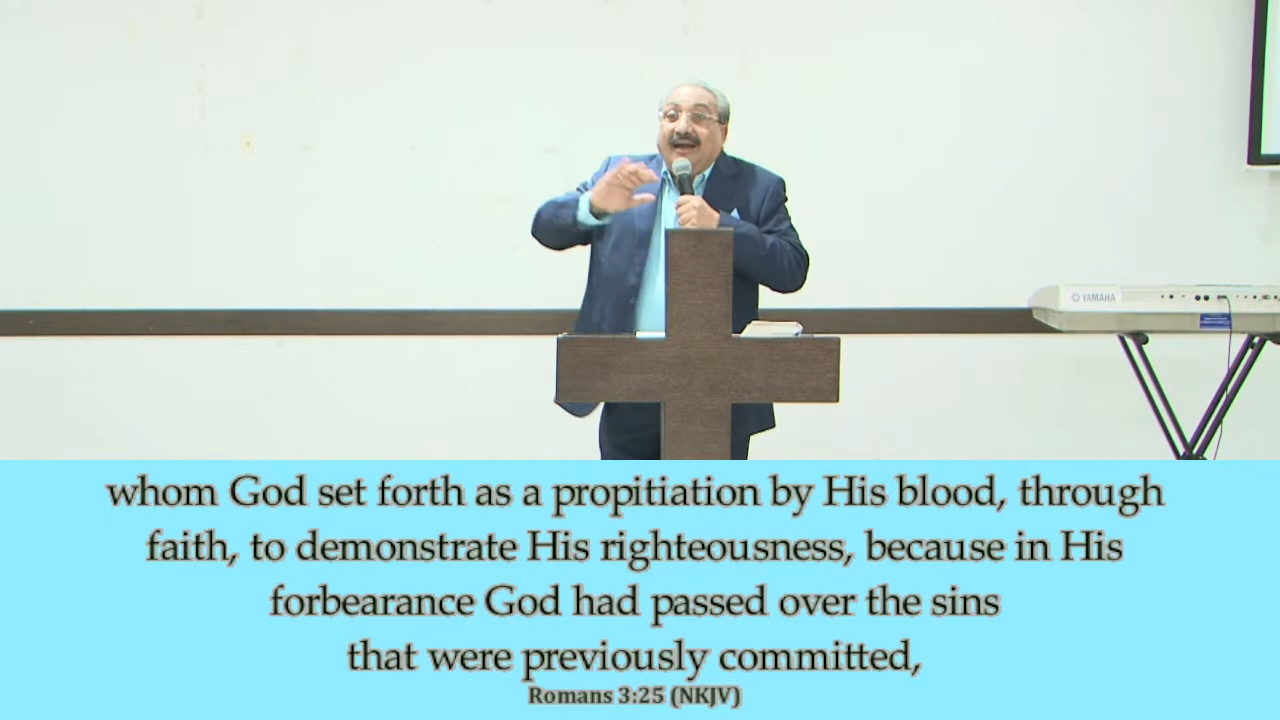 YAMAHA
whom God set forth as a propitiation by His blood, through
faith, to demonstrate His righteousness, because in His
forbearance God had passed over the sins
that were previously committed,
Romans 3:25 (NKJV)